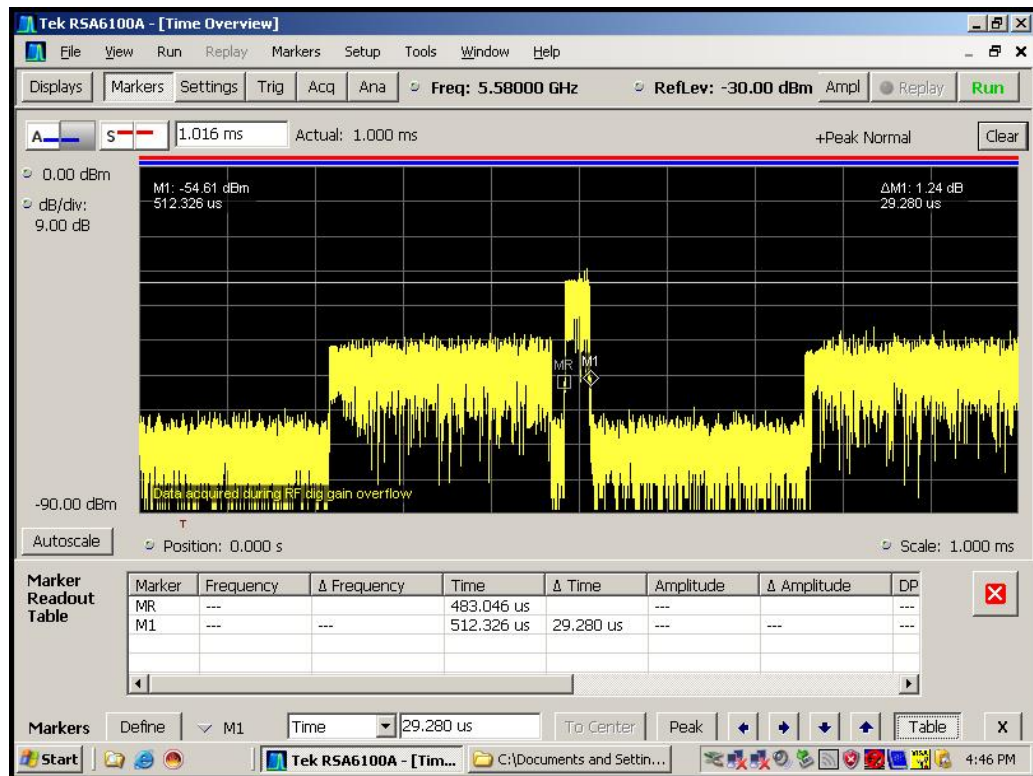 Tek RSA6100A - [Time Overview]
File View Run Replay Markers Setup Tools Window Help
Displays Markers Settings Trig Acq Ana Freq: 5.58000 GHz RefLev: -30.00 dBm Ampl Replay Run
A S 1.016 ms Actual: 1.000 ms +Peak Normal Clear
0.00 dBm
dB/div:
9.00 dB
M1: -54.61 dBm
512.326 us
ΔM1: 1.24 dB
29.280 us
MR M1
Data acquired during RF dig gain overflow
-90.00 dBm
T
Autoscale Position: 0.000 s Scale: 1.000 ms
Marker Readout Table
Marker Frequency Δ Frequency Time Δ Time Amplitude Δ Amplitude DP
MR --- 483.046 us --- ---
M1 --- --- 512.326 us 29.280 us --- --- ---
Markers Define M1 Time 29.280 us To Center Peak Table X
Start Tek RSA6100A - [Tim... C:\Documents and Settin... 4:46 PM